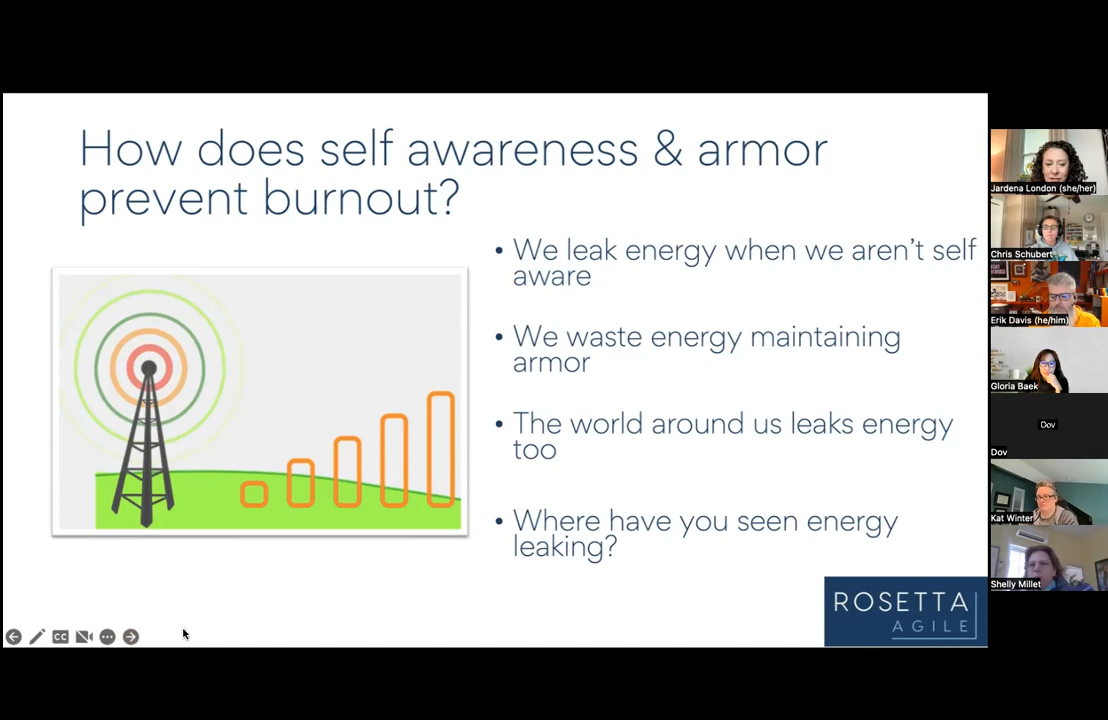 How does self awareness & armor
prevent burnout?
• We leak energy when we aren't self
aware
• We waste energy maintaining
armor
• The world around us leaks energy
too
• Where have you seen energy
leaking?
ROSETTA
AGILE
CC
Jardena London (she/her)
Chris Schubert
Erik Davis (he/him)
Gloria Baek
Dov
Dov
Kat Winter
Shelly Millet